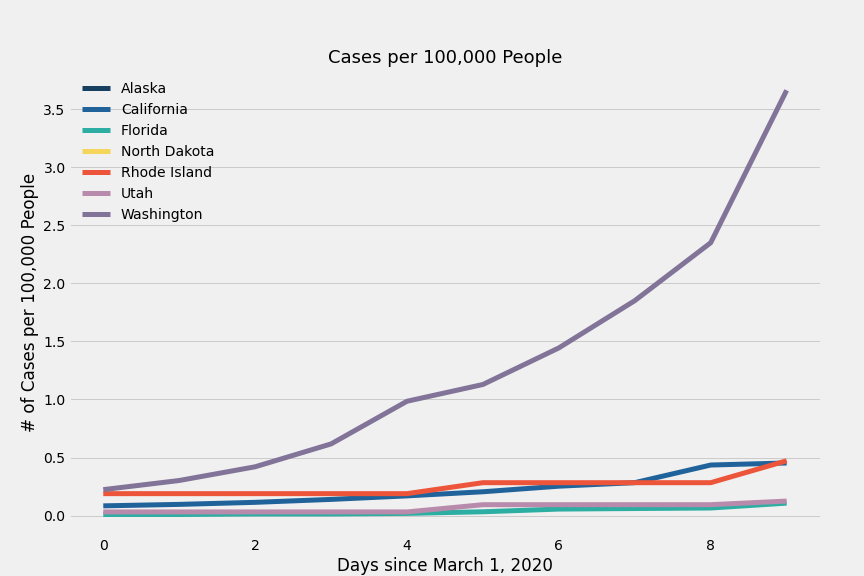 Cases per 100,000 People
Alaska
California
Florida
North Dakota
Rhode Island
Utah
Washington
3.5
3.0
2.5
2.0
1.5
1.0
0.5
0.0
# of Cases per 100,000 People
0 2 4 6 8
Days since March 1, 2020